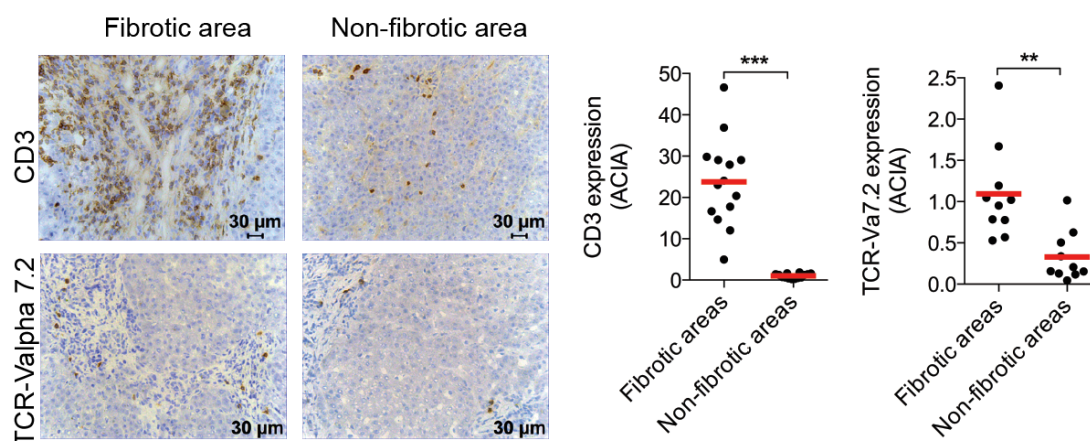 Fibrotic area
Non-fibrotic area
CD3
30 µm
30 µm
TCR-Valpha 7.2
30 µm
30 µm
CD3 expression
(ACIA)
50
40
30
20
10
0
***
Fibrotic areas
Non-fibrotic areas
TCR-Va7.2 expression
(ACIA)
2.5
2.0
1.5
1.0
0.5
0.0
**
Fibrotic areas
Non-fibrotic areas